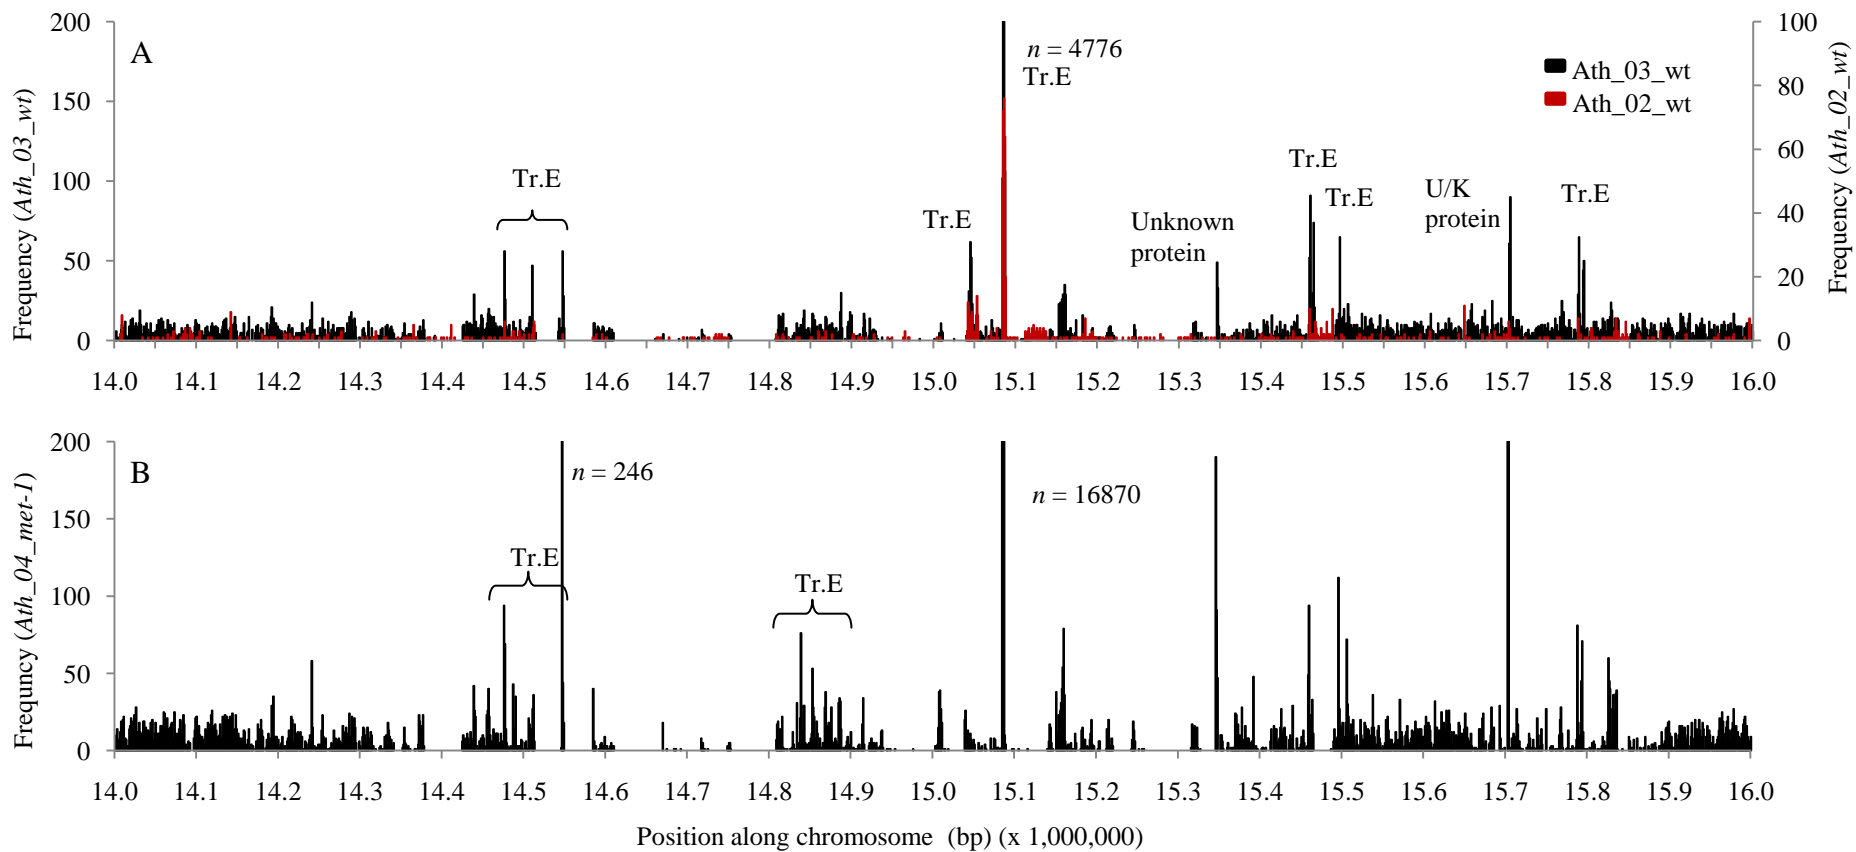 A
200
150
100
50
0
Frequency (Ath_03_wt)
100
80
60
40
20
0
Frequency (Ath_02_wt)
n = 4776
Tr.E
Ath_03_wt
Ath_02_wt
Tr.E
Tr.E
Unknown
protein
Tr.E
Tr.E
U/K
protein
Tr.E
14.0 14.1 14.2 14.3 14.4 14.5 14.6 14.7 14.8 14.9 15.0 15.1 15.2 15.3 15.4 15.5 15.6 15.7 15.8 15.9 16.0
B
200
150
100
50
0
Frequncy (Ath_04_met-1)
n = 246
n = 16870
Tr.E
Tr.E
14.0 14.1 14.2 14.3 14.4 14.5 14.6 14.7 14.8 14.9 15.0 15.1 15.2 15.3 15.4 15.5 15.6 15.7 15.8 15.9 16.0
Position along chromosome (bp) (x 1,000,000)